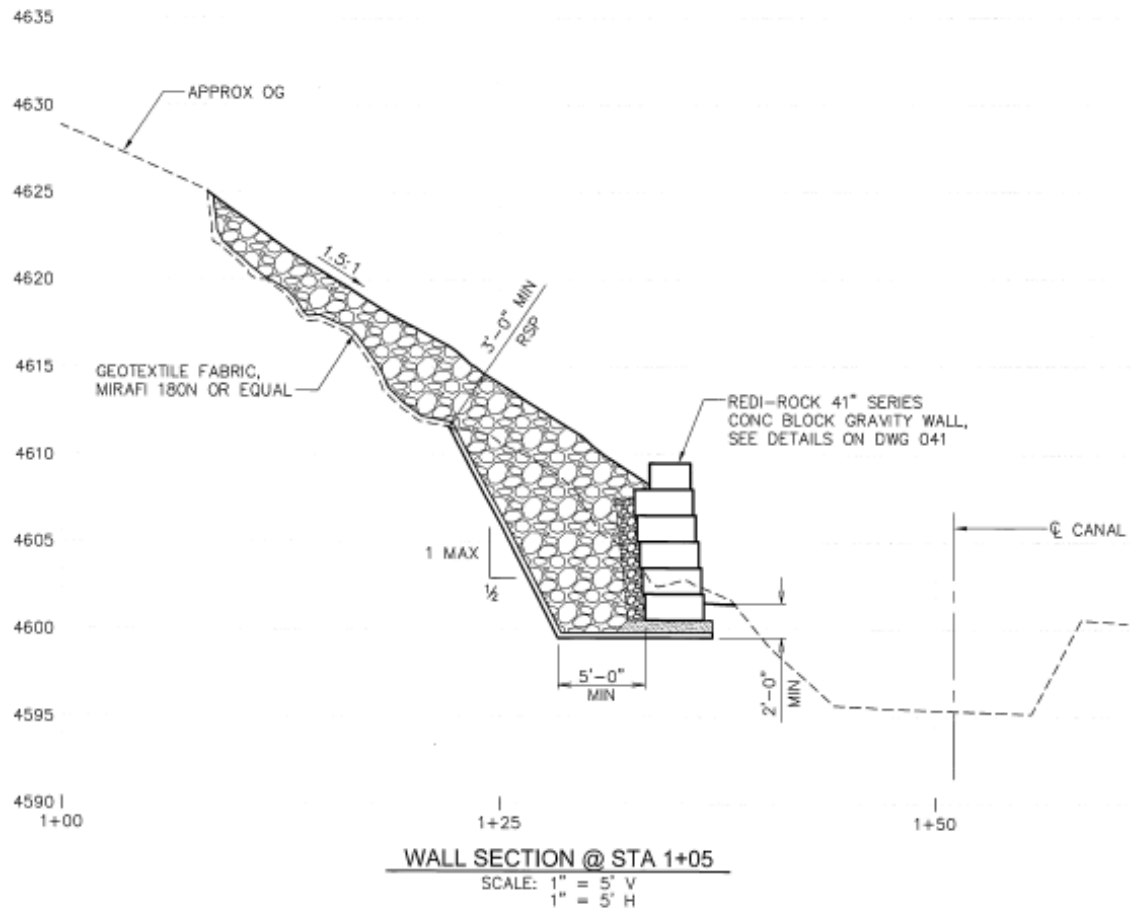 4635
4630
APPROX OG
4625
4620
1.5:1
3'-0" MIN
RSP
4615
GEOTEXTILE FABRIC,
MIRAFI 180N OR EQUAL
REDI-ROCK 41" SERIES
CONC BLOCK GRAVITY WALL,
SEE DETAILS ON DWG 041
4610
4605
1 MAX
½
℄ CANAL
4600
5'-0"
MIN
2'-0"
MIN
4595
4590
1+00
1+25
1+50
WALL SECTION @ STA 1+05
SCALE: 1" = 5' V
1" = 5' H